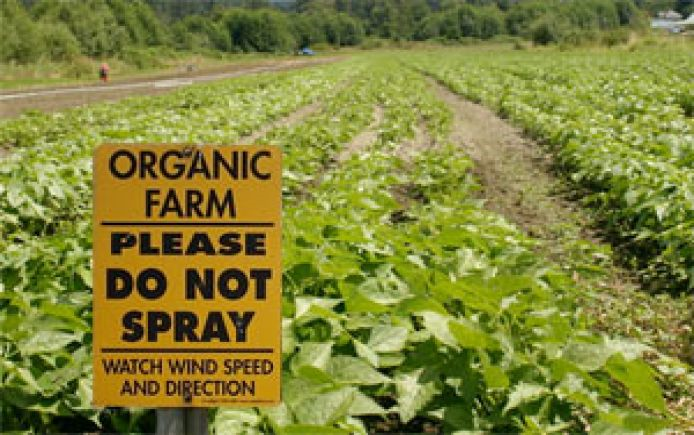 ORGANIC
FARM
PLEASE
DO NOT
SPRAY
WATCH WIND SPEED
AND DIRECTION